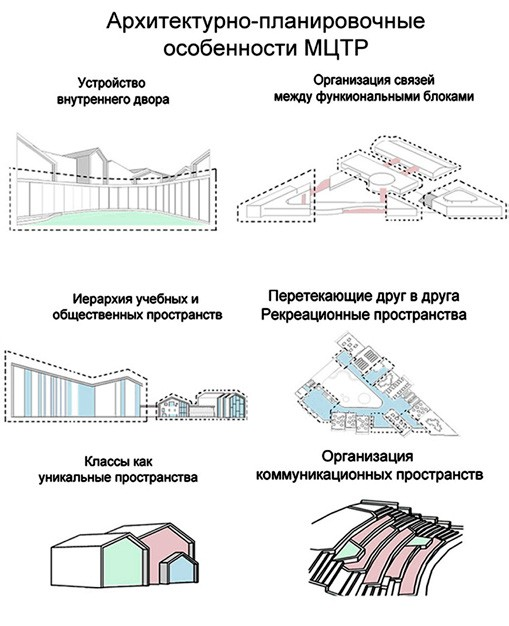 Архитектурно-планировочные
особенности МЦТР
Устройство
внутреннего двора
Организация связей
между функиональными блоками
Иерархия учебных и
общественных пространств
Перетекающие друг в друга
Рекреационные пространства
Классы как
уникальные пространства
Организация
коммуникационных пространств